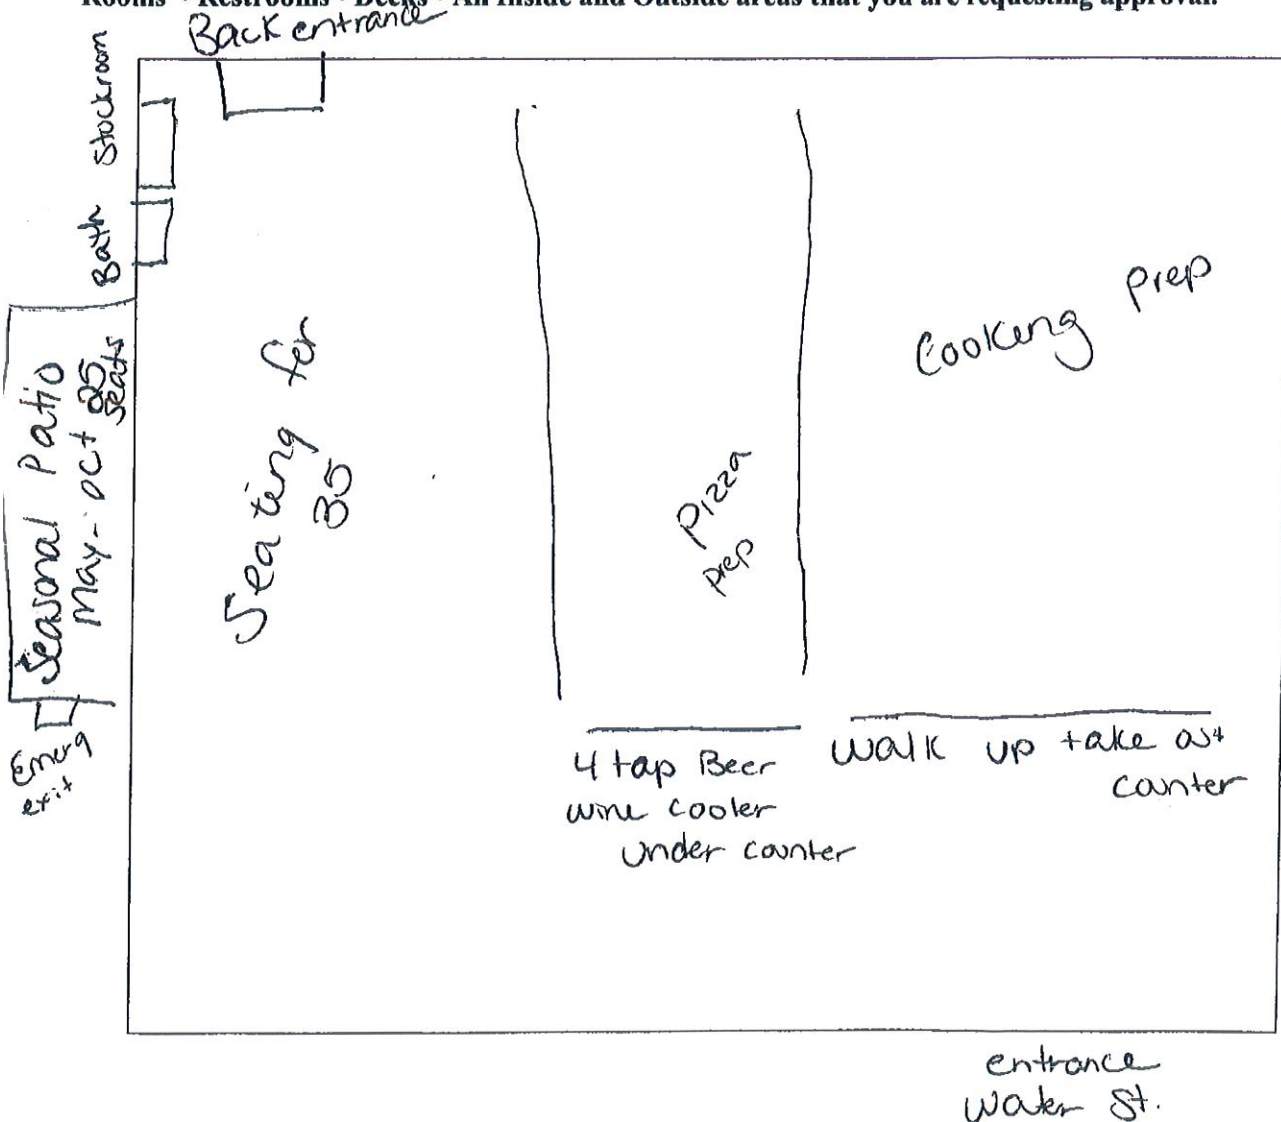 Rooms • Restrooms • Decks • All Inside and Outside areas that you are requesting approval.
Back entrance
Stockroom
Bath
Seasonal Patio
May - Oct 25
seats
Emerg
exit
Seating for
35
Pizza
prep
Cooking prep
4 tap Beer
wine cooler
under counter
walk up take out
counter
entrance
Water St.